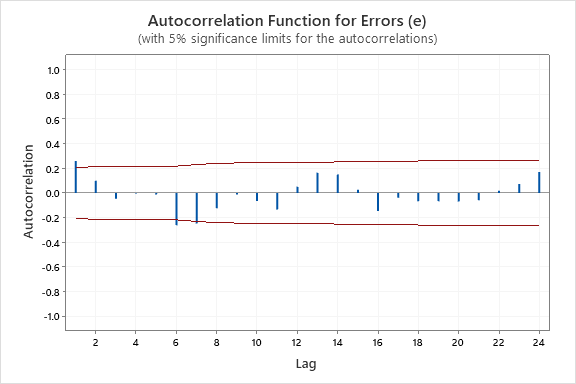 Autocorrelation Function for Errors (e)
(with 5% significance limits for the autocorrelations)
1.0
0.8
0.6
0.4
0.2
0.0
-0.2
-0.4
-0.6
-0.8
-1.0
Autocorrelation
2 4 6 8 10 12 14 16 18 20 22 24
Lag